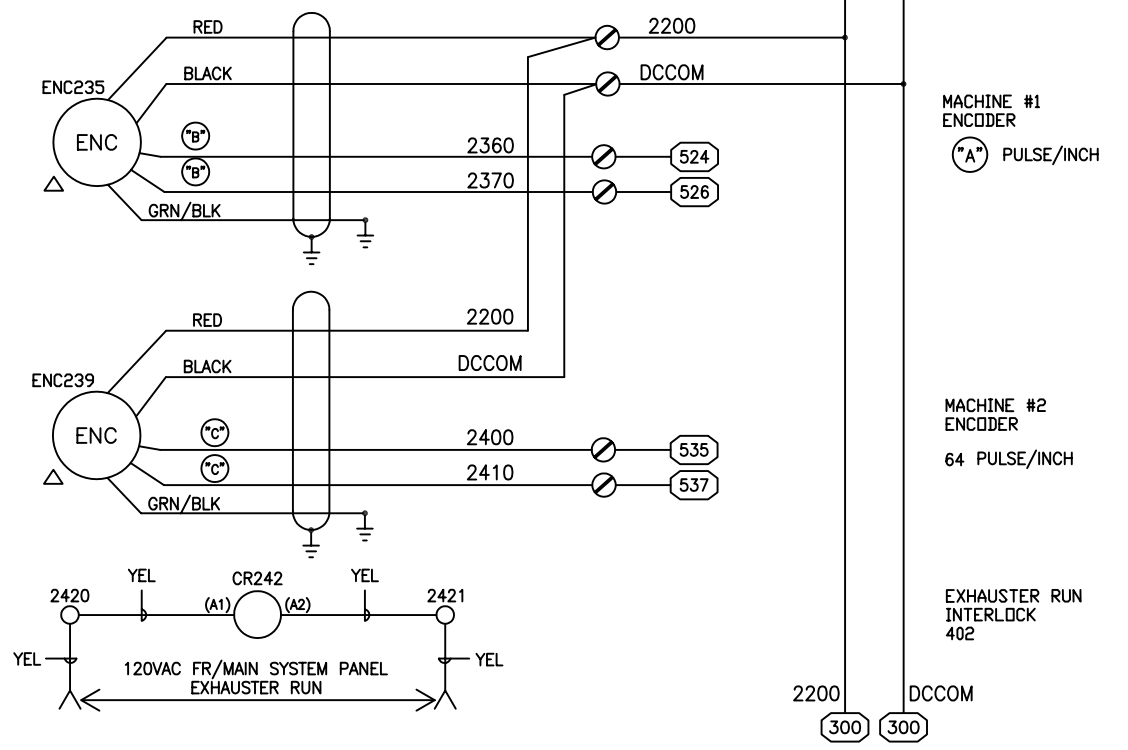 RED
2200
BLACK
DCCOM
ENC235
ENC
"B"
2360
524
"B"
2370
526
GRN/BLK
MACHINE #1
ENCODER
"A" PULSE/INCH
RED
2200
BLACK
DCCOM
ENC239
ENC
"C"
2400
535
"C"
2410
537
GRN/BLK
MACHINE #2
ENCODER
64 PULSE/INCH
YEL
CR242
YEL
2420
(A1)
(A2)
2421
YEL
120VAC FR/MAIN SYSTEM PANEL
EXHAUSTER RUN
YEL
EXHAUSTER RUN
INTERLOCK
402
2200
DCCOM
300
300